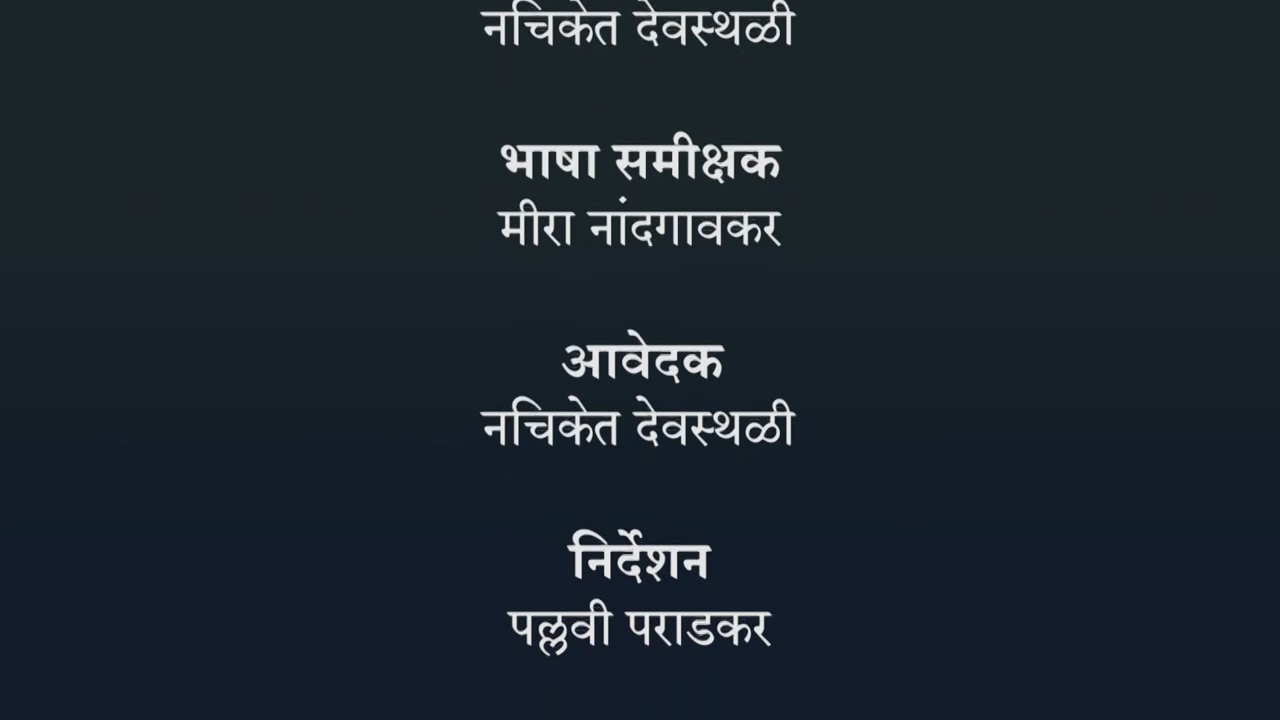 नचिकेत देवस्थळी
भाषा समीक्षक
मीरा नांदगावकर
आवेदक
नचिकेत देवस्थळी
निर्देशन
पल्लवी पराडकर